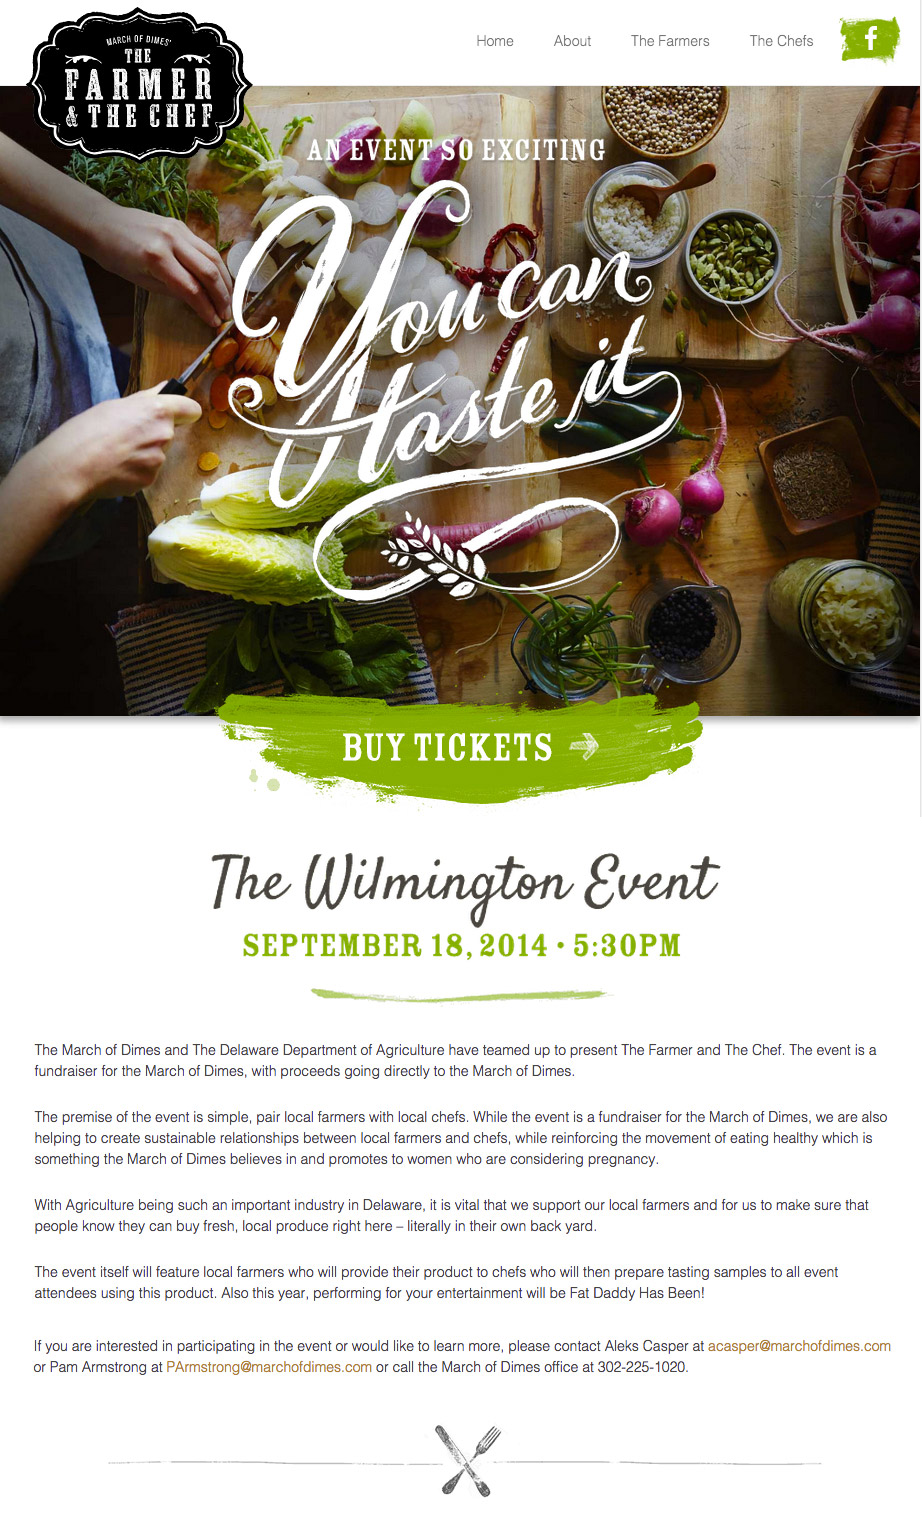 MARCH OF DIMES'
THE
FARMER
& THE CHEF
Home About The Farmers The Chefs
f
AN EVENT SO EXCITING
You can
taste it
BUY TICKETS
The Wilmington Event
SEPTEMBER 18, 2014 • 5:30PM
The March of Dimes and The Delaware Department of Agriculture have teamed up to present The Farmer and The Chef. The event is a
fundraiser for the March of Dimes, with proceeds going directly to the March of Dimes.
The premise of the event is simple, pair local farmers with local chefs. While the event is a fundraiser for the March of Dimes, we are also
helping to create sustainable relationships between local farmers and chefs, while reinforcing the movement of eating healthy which is
something the March of Dimes believes in and promotes to women who are considering pregnancy.
With Agriculture being such an important industry in Delaware, it is vital that we support our local farmers and for us to make sure that
people know they can buy fresh, local produce right here – literally in their own back yard.
The event itself will feature local farmers who will provide their product to chefs who will then prepare tasting samples to all event
attendees using this product. Also this year, performing for your entertainment will be Fat Daddy Has Been!
If you are interested in participating in the event or would like to learn more, please contact Aleks Casper at acasper@marchofdimes.com
or Pam Armstrong at PArmstrong@marchofdimes.com or call the March of Dimes office at 302-225-1020.